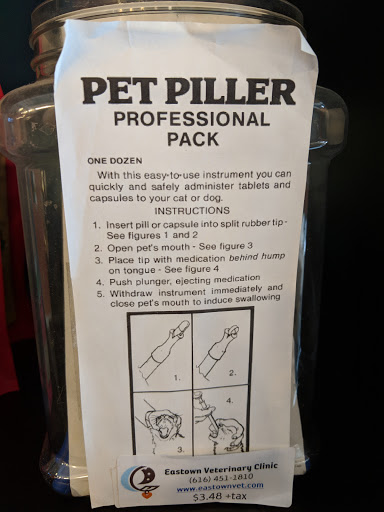 PET PILLER
PROFESSIONAL
PACK
ONE DOZEN
With this easy-to-use instrument you can
quickly and safely administer tablets and
capsules to your cat or dog.
INSTRUCTIONS
1. Insert pill or capsule into split rubber tip -
See figures 1 and 2
2. Open pet's mouth - See figure 3
3. Place tip with medication behind hump
on tongue - See figure 4
4. Push plunger, ejecting medication
5. Withdraw instrument immediately and
close pet's mouth to induce swallowing
1.
2.
3.
4.
Eastown Veterinary Clinic
(616) 451-1810
www.eastownvet.com
$3.48 +tax